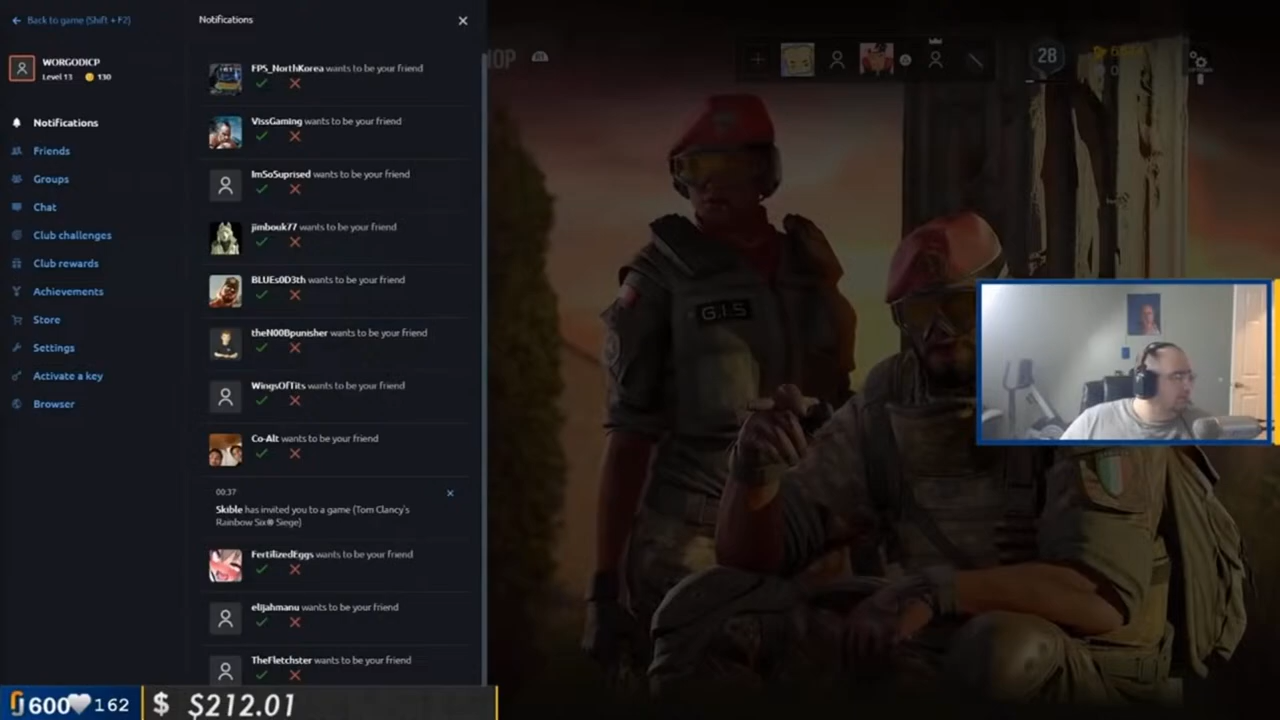 Back to game (Shift + F2)
WORGODICP
Level 13 130
Notifications
Friends
Groups
Chat
Club challenges
Club rewards
Achievements
Store
Settings
Activate a key
Browser
Notifications
FPS_NorthKorea wants to be your friend
VissGaming wants to be your friend
ImSoSuprised wants to be your friend
jimbouk77 wants to be your friend
BLUEs0D3th wants to be your friend
theN00Bpunisher wants to be your friend
WingsOfTits wants to be your friend
Co-Alt wants to be your friend
00:37
Skible has invited you to a game (Tom Clancy's
Rainbow Six® Siege)
FertilizedEggs wants to be your friend
elijahmanu wants to be your friend
TheFletchster wants to be your friend
28
G.I.S
600 162
$ $212.01